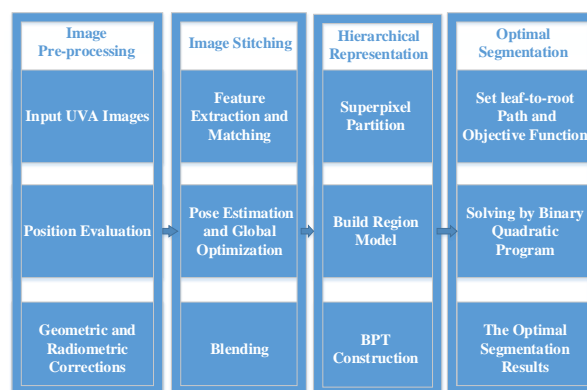 Image
Pre-processing
Input UVA Images
Position Evaluation
Geometric and
Radiometric
Corrections
Image Stitching
Feature
Extraction and
Matching
Pose Estimation
and Global
Optimization
Blending
Hierarchical
Representation
Superpixel
Partition
Build Region
Model
BPT
Construction
Optimal
Segmentation
Set leaf-to-root
Path and
Objective Function
Solving by Binary
Quadratic
Program
The Optimal
Segmentation
Results